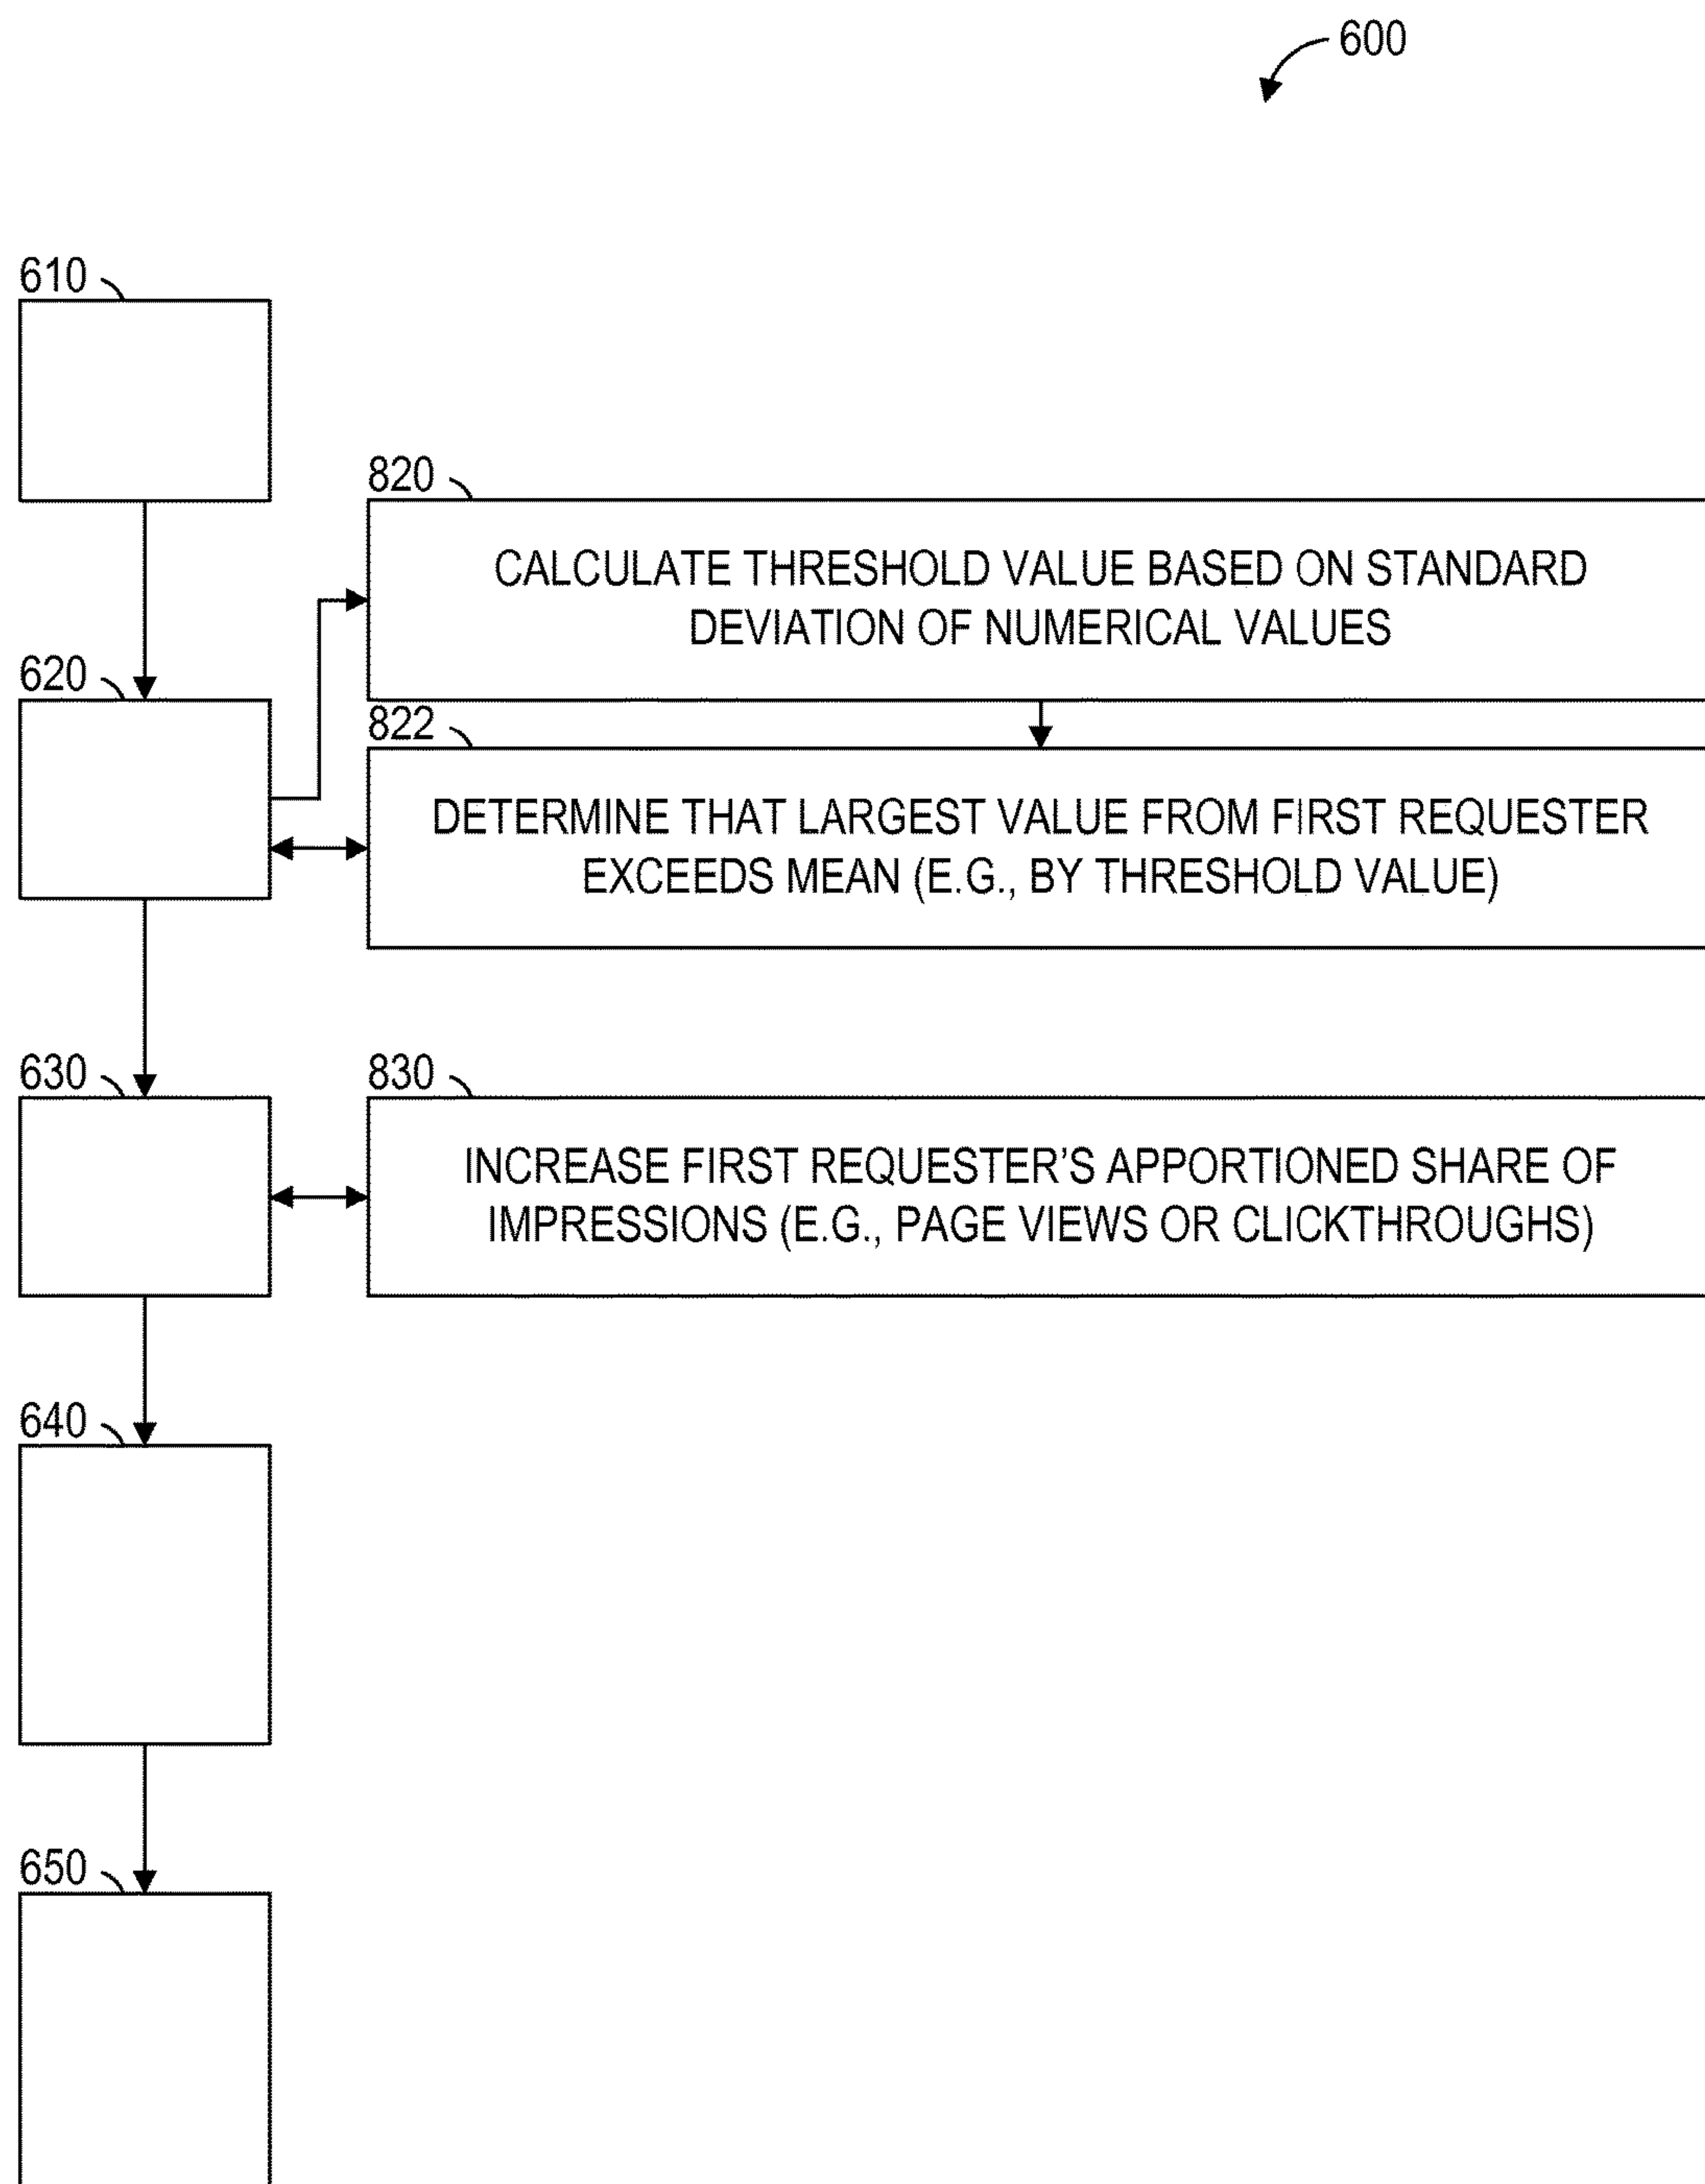 600
610
820
CALCULATE THRESHOLD VALUE BASED ON STANDARD
DEVIATION OF NUMERICAL VALUES
620
822
DETERMINE THAT LARGEST VALUE FROM FIRST REQUESTER
EXCEEDS MEAN (E.G., BY THRESHOLD VALUE)
630
830
INCREASE FIRST REQUESTER'S APPORTIONED SHARE OF
IMPRESSIONS (E.G., PAGE VIEWS OR CLICKTHROUGHS)
640
650